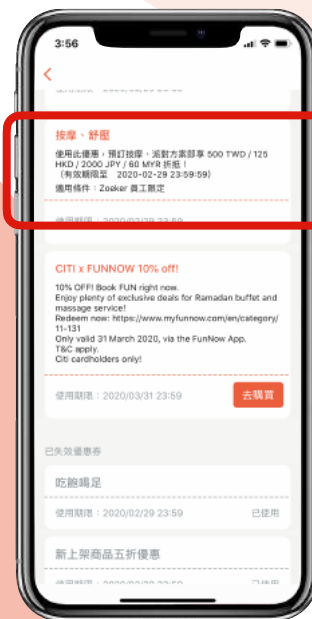 3:56
按摩、舒壓
使用此優惠，預訂按摩、派對方案即享 500 TWD / 125
HKD / 2000 JPY / 60 MYR 折抵！
（有效期限至 2020-02-29 23:59:59）
適用條件：Zoeker 員工限定
使用期限：2020/02/29 23:59
CITI x FUNNOW 10% off!
10% OFF! Book FUN right now.
Enjoy plenty of exclusive deals for Ramadan buffet and
massage service!
Redeem now: https://www.myfunnow.com/en/category/
11-131
Only valid 31 March 2020, via the FunNow App.
T&C apply.
Citi cardholders only!
使用期限：2020/03/31 23:59
去購買
已失效優惠券
吃飽喝足
使用期限：2020/02/29 23:59
已使用
新上架商品五折優惠